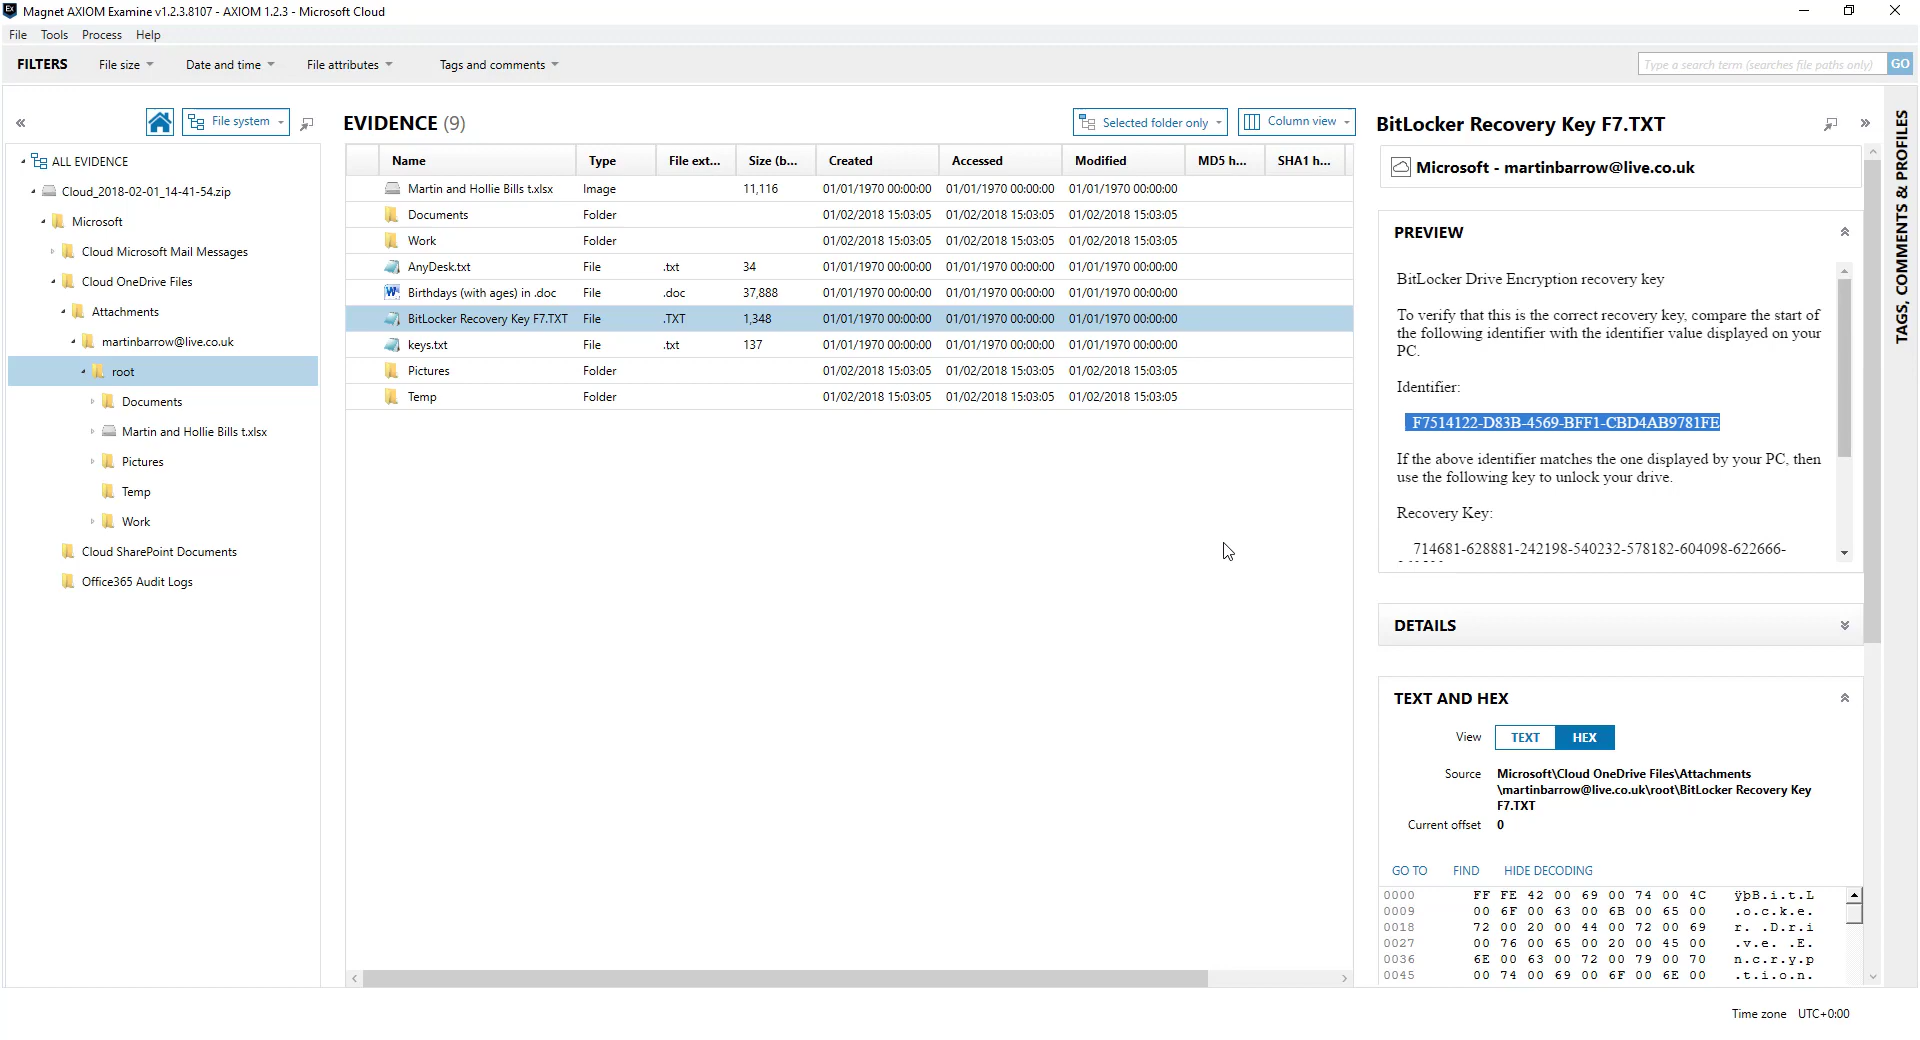 Magnet AXIOM Examine v1.2.3.8107 - AXIOM 1.2.3 - Microsoft Cloud
File Tools Process Help
FILTERS File size Date and time File attributes Tags and comments Type a search term (searches file paths only) GO
File system
EVIDENCE (9) Selected folder only Column view
ALL EVIDENCE
Cloud_2018-02-01_14-41-54.zip
Microsoft
Cloud Microsoft Mail Messages
Cloud OneDrive Files
Attachments
martinbarrow@live.co.uk
root
Documents
Martin and Hollie Bills t.xlsx
Pictures
Temp
Work
Cloud SharePoint Documents
Office365 Audit Logs
Name Type File ext... Size (b... Created Accessed Modified MD5 h... SHA1 h...
Martin and Hollie Bills t.xlsx Image 11,116 01/01/1970 00:00:00 01/01/1970 00:00:00 01/01/1970 00:00:00
Documents Folder 01/02/2018 15:03:05 01/02/2018 15:03:05 01/02/2018 15:03:05
Work Folder 01/02/2018 15:03:05 01/02/2018 15:03:05 01/02/2018 15:03:05
AnyDesk.txt File .txt 34 01/01/1970 00:00:00 01/01/1970 00:00:00 01/01/1970 00:00:00
Birthdays (with ages) in .doc File .doc 37,888 01/01/1970 00:00:00 01/01/1970 00:00:00 01/01/1970 00:00:00
BitLocker Recovery Key F7.TXT File .TXT 1,348 01/01/1970 00:00:00 01/01/1970 00:00:00 01/01/1970 00:00:00
keys.txt File .txt 137 01/01/1970 00:00:00 01/01/1970 00:00:00 01/01/1970 00:00:00
Pictures Folder 01/02/2018 15:03:05 01/02/2018 15:03:05 01/02/2018 15:03:05
Temp Folder 01/02/2018 15:03:05 01/02/2018 15:03:05 01/02/2018 15:03:05
BitLocker Recovery Key F7.TXT
Microsoft - martinbarrow@live.co.uk
PREVIEW
BitLocker Drive Encryption recovery key
To verify that this is the correct recovery key, compare the start of
the following identifier with the identifier value displayed on your
PC.
Identifier:
F7514122-D83B-4569-BFF1-CBD4AB9781FE
If the above identifier matches the one displayed by your PC, then
use the following key to unlock your drive.
Recovery Key:
714681-628881-242198-540232-578182-604098-622666-
DETAILS
TEXT AND HEX
View TEXT HEX
Source Microsoft\Cloud OneDrive Files\Attachments
\martinbarrow@live.co.uk\root\BitLocker Recovery Key
F7.TXT
Current offset 0
GO TO FIND HIDE DECODING
0000 FF FE 42 00 69 00 74 00 4C ÿþB.i.t.L
0009 00 6F 00 63 00 6B 00 65 00 .o.c.k.e.
0018 72 00 20 00 44 00 72 00 69 r. .D.r.i
0027 00 76 00 65 00 20 00 45 00 .v.e. .E.
0036 6E 00 63 00 72 00 79 00 70 n.c.r.y.p
0045 00 74 00 69 00 6F 00 6E 00 .t.i.o.n.
TAGS, COMMENTS & PROFILES
Time zone UTC+0:00